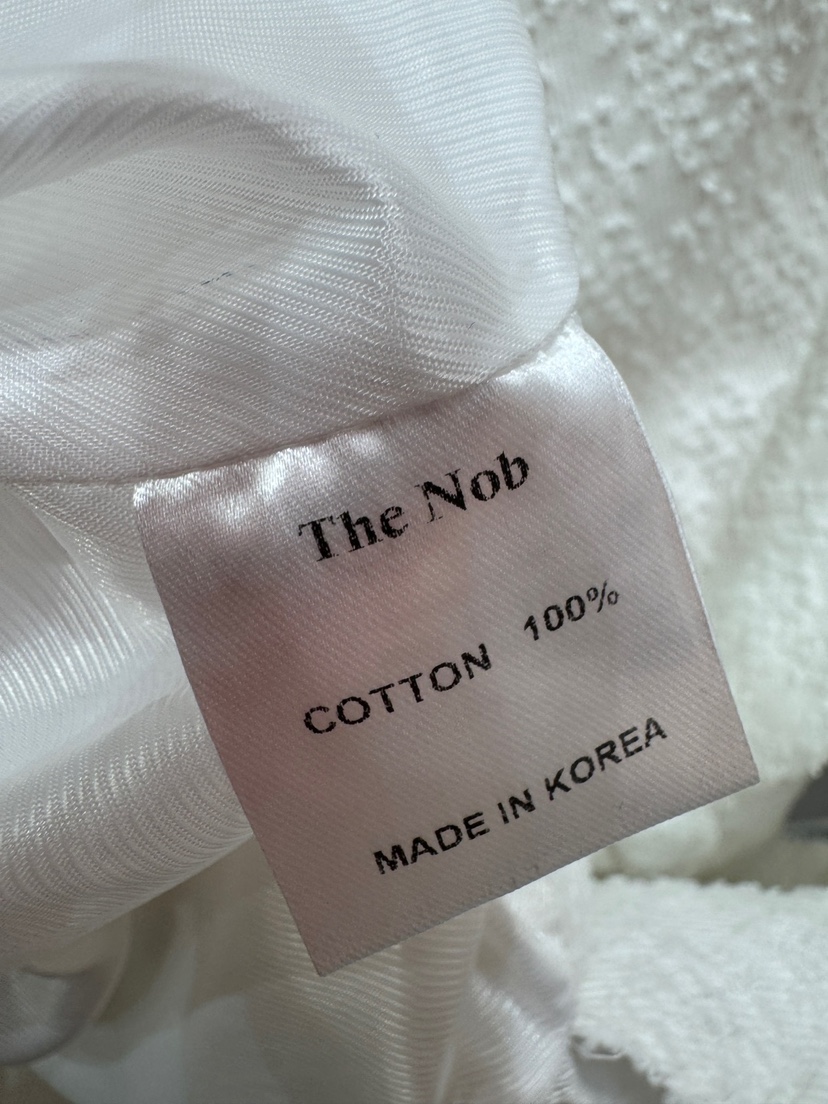 The Nob
COTTON 100%
MADE IN KOREA